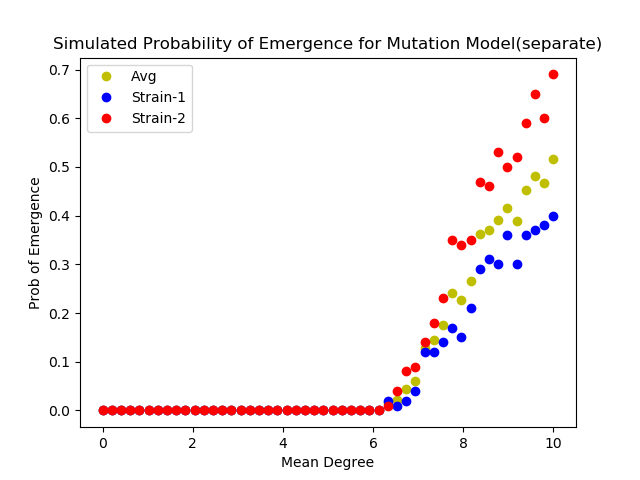 Simulated Probability of Emergence for Mutation Model(separate)
Avg
Strain-1
Strain-2
Prob of Emergence
0.7
0.6
0.5
0.4
0.3
0.2
0.1
0.0
0 2 4 6 8 10
Mean Degree